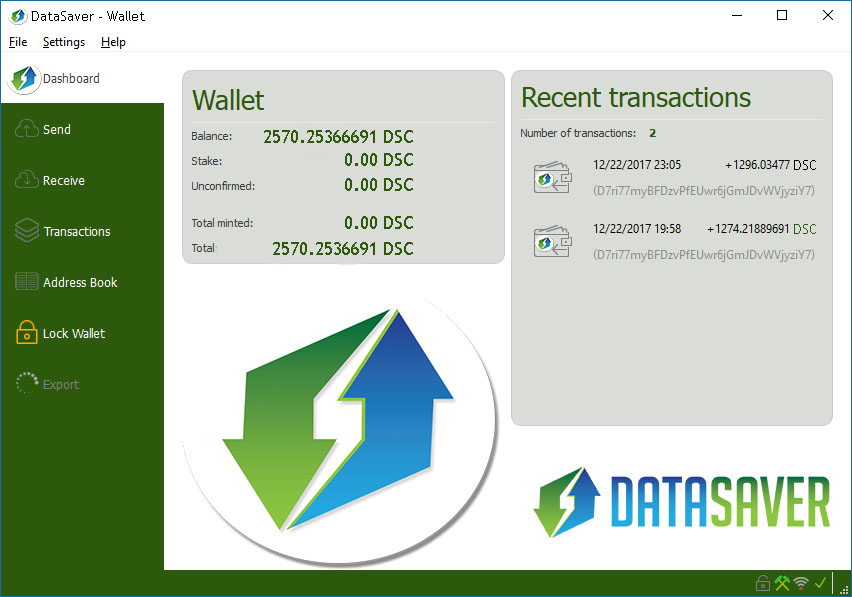 DataSaver - Wallet
File Settings Help
Dashboard
Send
Receive
Transactions
Address Book
Lock Wallet
Export
Wallet
Balance: 2570.25366691 DSC
Stake: 0.00 DSC
Unconfirmed: 0.00 DSC
Total minted: 0.00 DSC
Total: 2570.2536691 DSC
Recent transactions
Number of transactions: 2
12/22/2017 23:05 +1296.03477 DSC
(D7ri77myBFDzvPfEUwr6jGmJDvWVjyziY7)
12/22/2017 19:58 +1274.21889691 DSC
(D7ri77myBFDzvPfEUwr6jGmJDvWVjyziY7)
DATASAVER